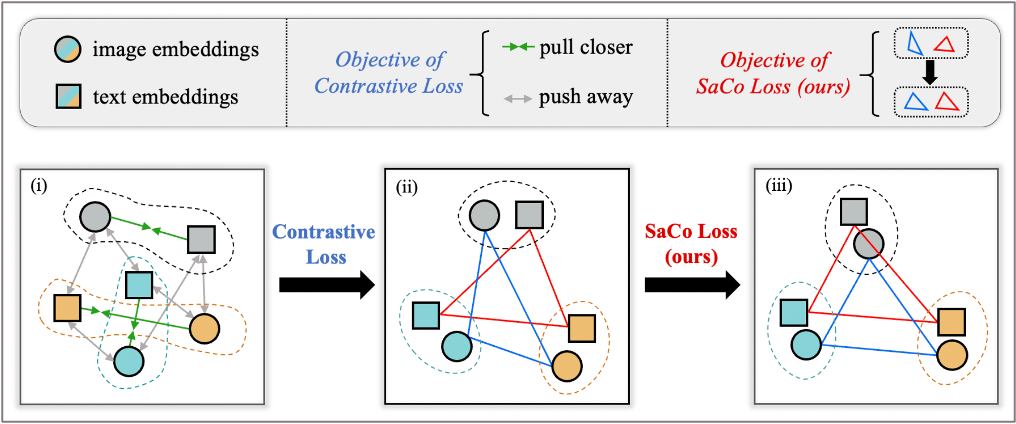 image embeddings
text embeddings
Objective of
Contrastive Loss
pull closer
push away
Objective of
SaCo Loss (ours)
(i)
Contrastive
Loss
(ii)
SaCo Loss
(ours)
(iii)